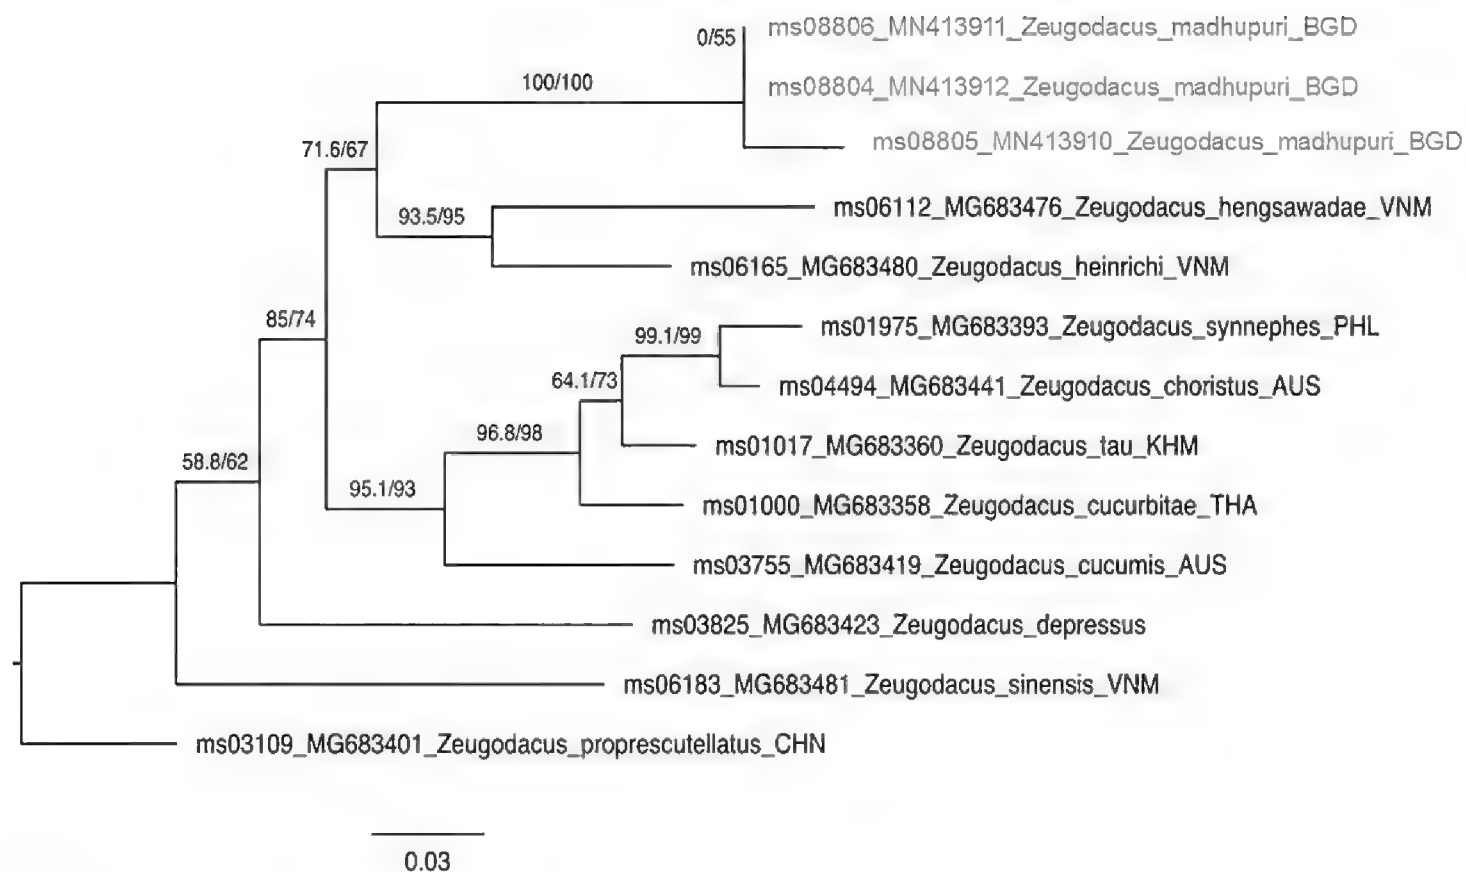 ms08806_MN413911_Zeugodacus_madhupuri_BGD
0/55
100/100
ms08804_MN413912_Zeugodacus_madhupuri_BGD
ms08805_MN413910_Zeugodacus_madhupuri_BGD
71.6/67
93.5/95
ms06112_MG683476_Zeugodacus_hengsawadae_VNM
ms06165_MG683480_Zeugodacus_heinrichi_VNM
85/74
99.1/99
ms01975_MG683393_Zeugodacus_synnephes_PHL
64.1/73
ms04494_MG683441_Zeugodacus_choristus_AUS
96.8/98
ms01017_MG683360_Zeugodacus_tau_KHM
58.8/62
95.1/93
ms01000_MG683358_Zeugodacus_cucurbitae_THA
ms03755_MG683419_Zeugodacus_cucumis_AUS
ms03825_MG683423_Zeugodacus_depressus
ms06183_MG683481_Zeugodacus_sinensis_VNM
ms03109_MG683401_Zeugodacus_proprescutellatus_CHN
0.03